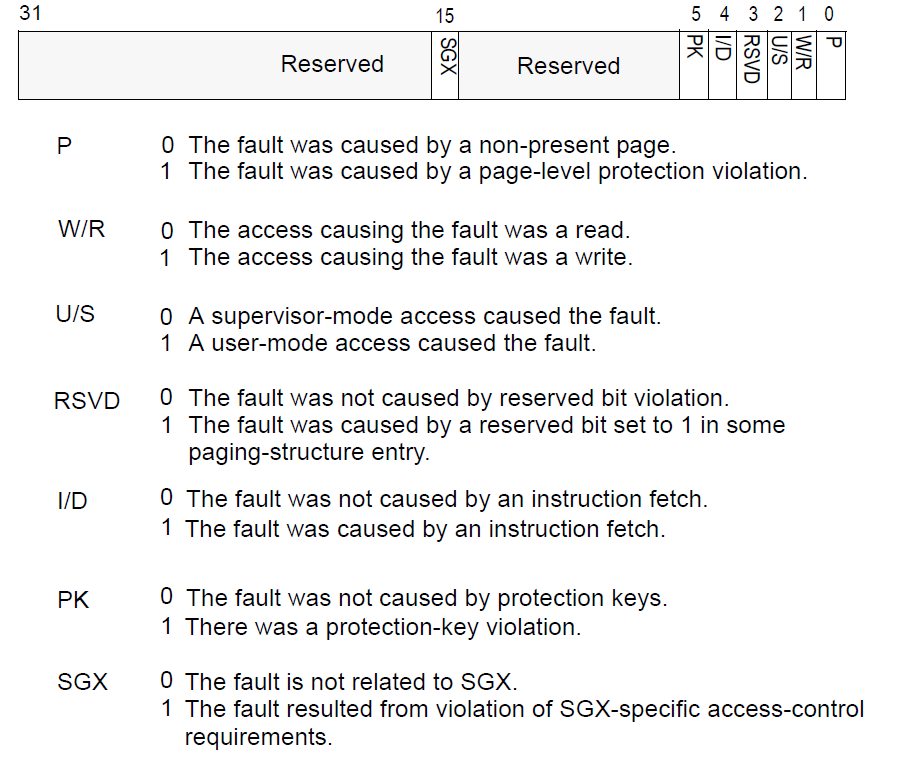 31 15 5 4 3 2 1 0
Reserved SGX Reserved PK I/D RSVD U/S W/R P
P 0 The fault was caused by a non-present page.
1 The fault was caused by a page-level protection violation.
W/R 0 The access causing the fault was a read.
1 The access causing the fault was a write.
U/S 0 A supervisor-mode access caused the fault.
1 A user-mode access caused the fault.
RSVD 0 The fault was not caused by reserved bit violation.
1 The fault was caused by a reserved bit set to 1 in some
paging-structure entry.
I/D 0 The fault was not caused by an instruction fetch.
1 The fault was caused by an instruction fetch.
PK 0 The fault was not caused by protection keys.
1 There was a protection-key violation.
SGX 0 The fault is not related to SGX.
1 The fault resulted from violation of SGX-specific access-control
requirements.